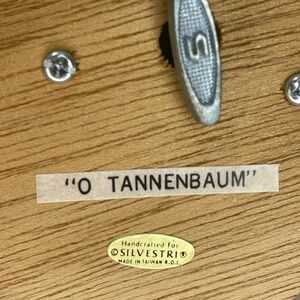 S
"O TANNENBAUM"
Handcrafted For
© SILVESTRI ®
MADE IN TAIWAN R.O.C.